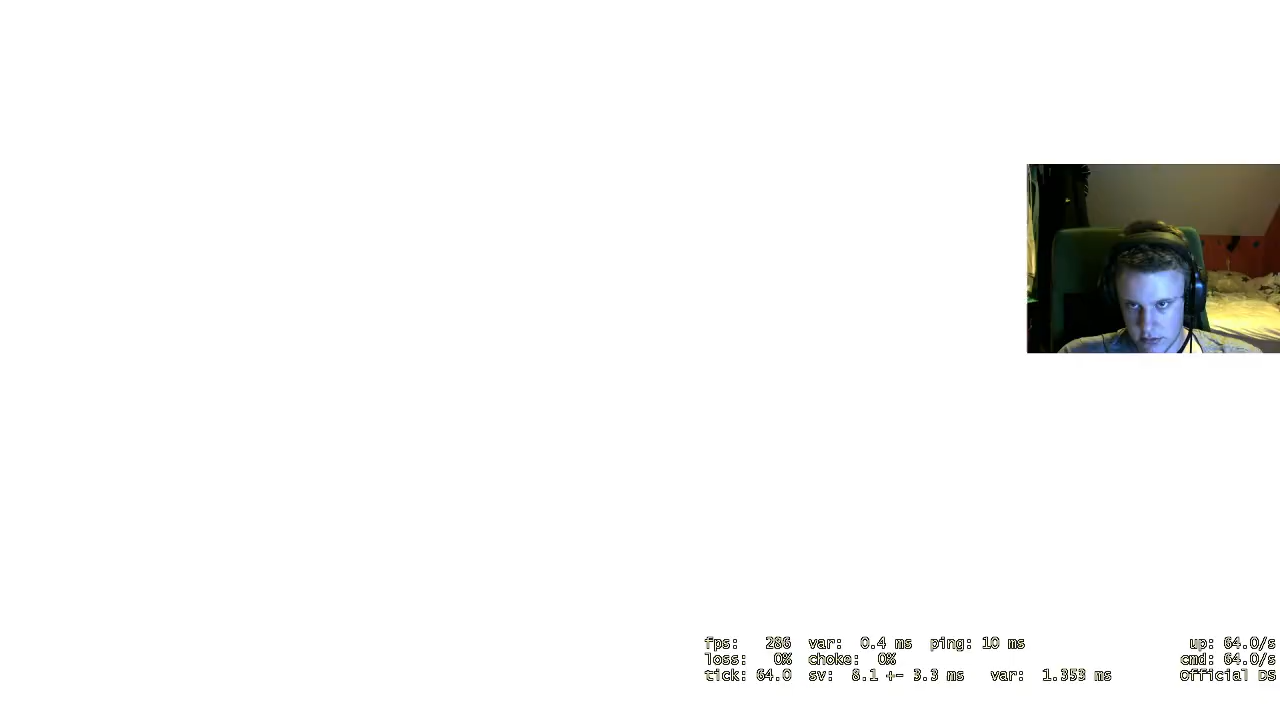 fps: 286 var: 0.4 ms ping: 10 ms up: 64.0/s
loss: 0% choke: 0% cmd: 64.0/s
tick: 64.0 sv: 8.1 +- 3.3 ms var: 1.353 ms Official DS